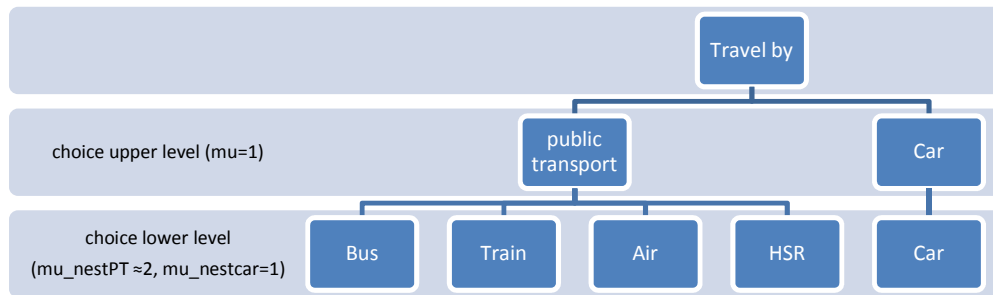 Travel by
choice upper level (mu=1)
public
transport
Car
choice lower level
(mu_nestPT ≈2, mu_nestcar=1)
Bus
Train
Air
HSR
Car